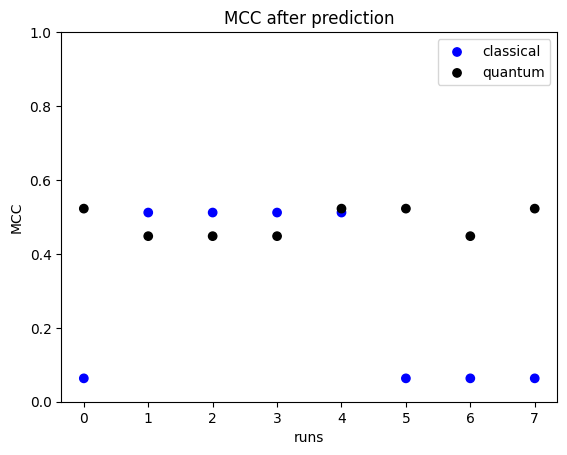 MCC after prediction
classical
quantum
1.0
0.8
0.6
0.4
0.2
0.0
MCC
0 1 2 3 4 5 6 7
runs